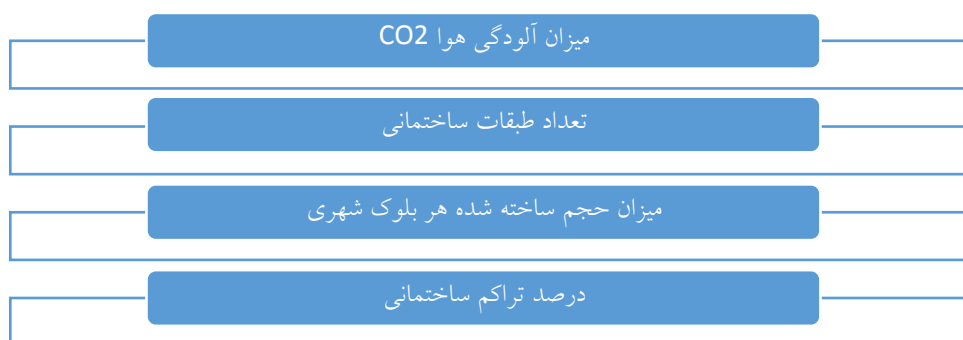 میزان آلودگی هوا CO2
تعداد طبقات ساختمانی
میزان حجم ساخته شده هر بلوک شهری
درصد تراکم ساختمانی